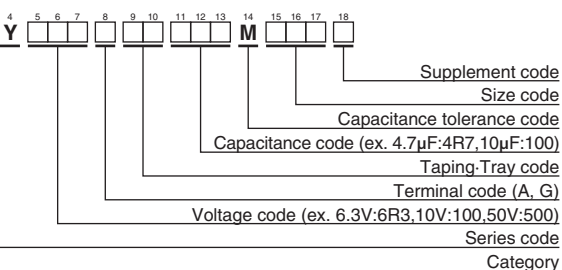 4 5 6 7 8 9 10 11 12 13 14 15 16 17 18
Y M
Supplement code
Size code
Capacitance tolerance code
Capacitance code (ex. 4.7µF:4R7,10µF:100)
Taping·Tray code
Terminal code (A, G)
Voltage code (ex. 6.3V:6R3,10V:100,50V:500)
Series code
Category